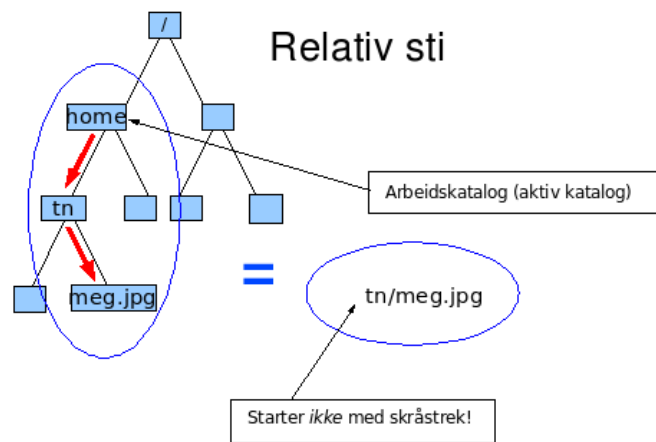 /
Relativ sti
home
Arbeidskatalog (aktiv katalog)
tn
=
meg.jpg
tn/meg.jpg
Starter ikke med skråstrek!